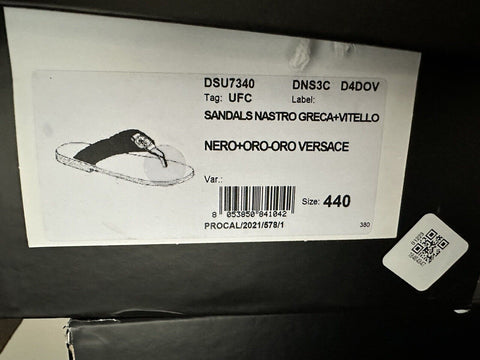 DSU7340 DNS3C D4DOV
Tag: UFC Label:
SANDALS NASTRO GRECA+VITELLO
NERO+ORO-ORO VERSACE
Var.:
8 053850 841042
Size: 440
PROCAL/2021/578/1
380